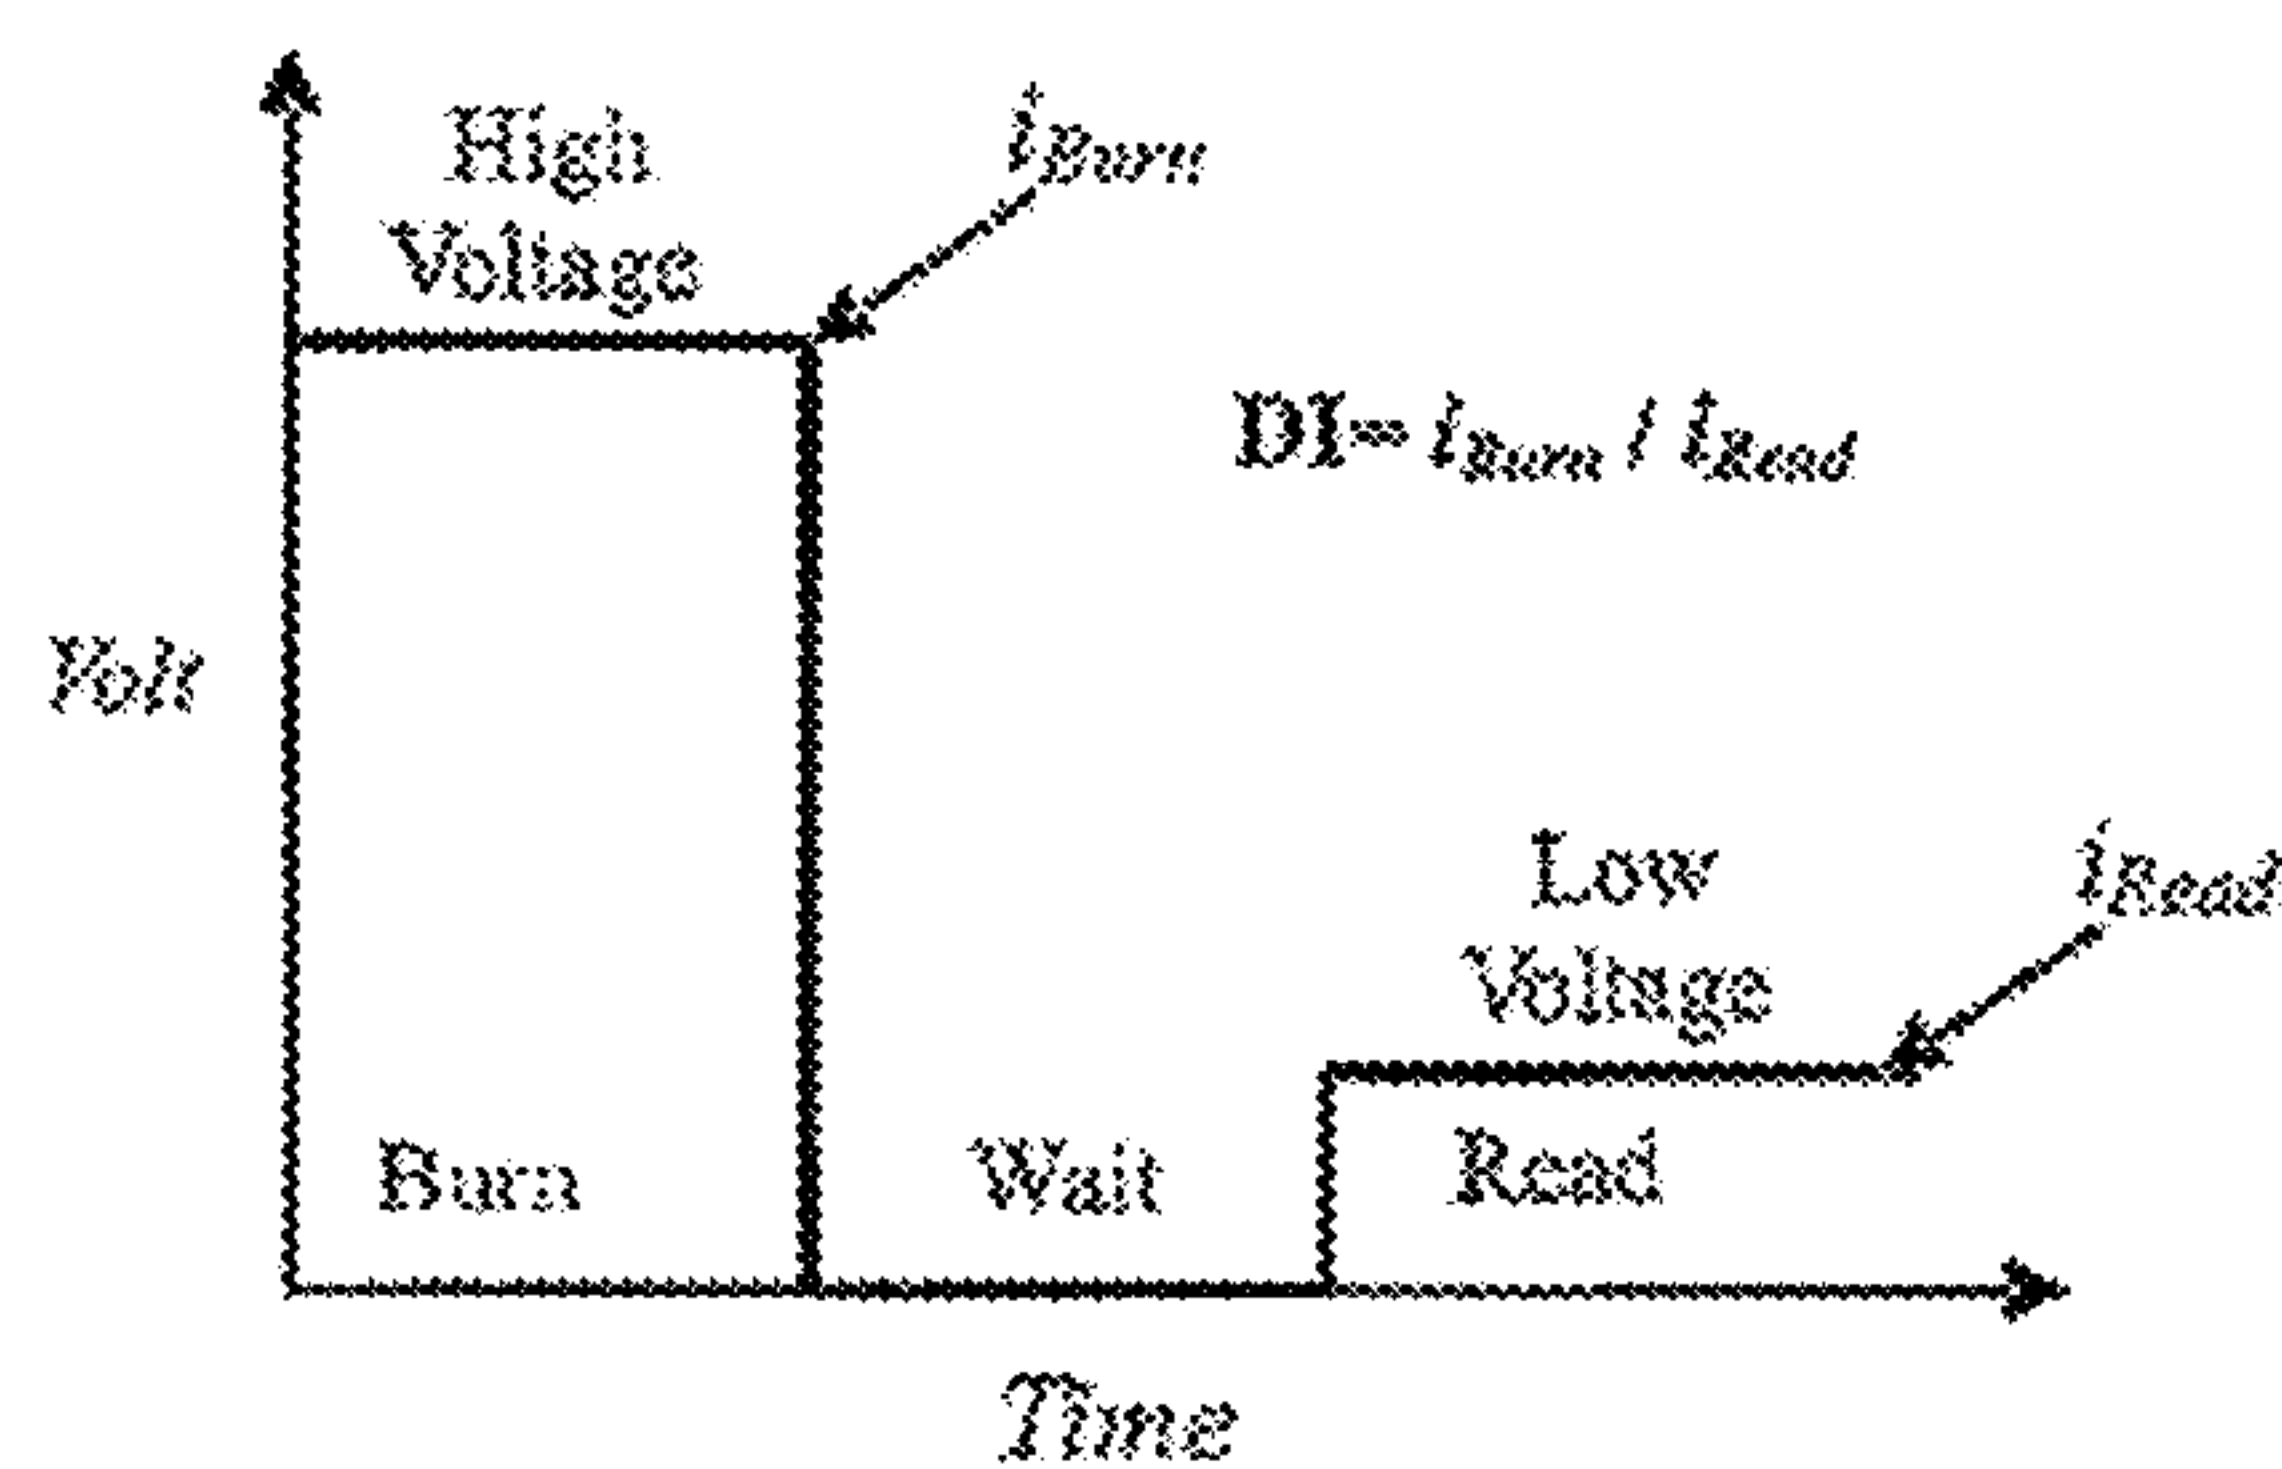 High
Voltage
iBurn
DI= iBurn / iRead
Volt
Low
Voltage
iRead
Burn
Wait
Read
Time